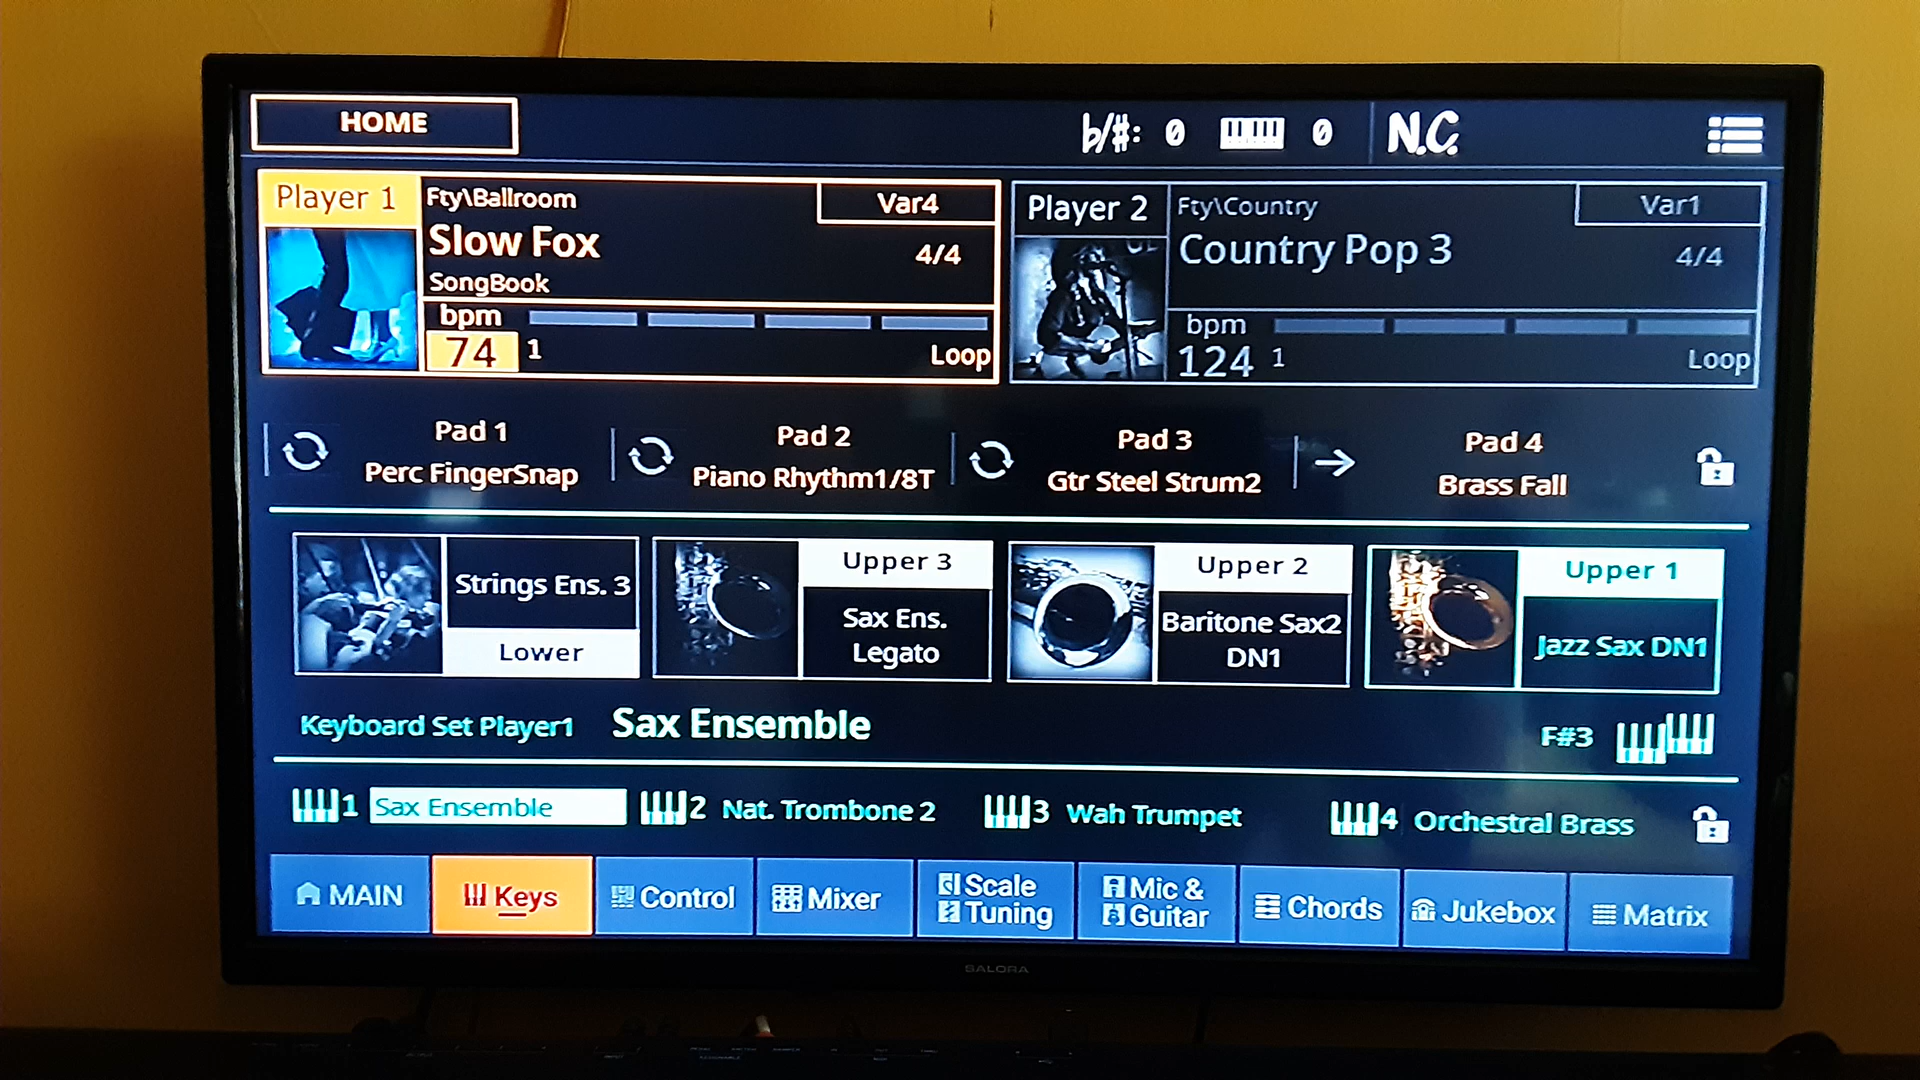 HOME
b/#: 0
0
N.C.
Player 1
Fty\Ballroom
Var4
Slow Fox
4/4
SongBook
bpm
74
1
Loop
Player 2
Fty\Country
Var1
Country Pop 3
4/4
bpm
124
1
Loop
Pad 1
Perc FingerSnap
Pad 2
Piano Rhythm1/8T
Pad 3
Gtr Steel Strum2
Pad 4
Brass Fall
Strings Ens. 3
Lower
Upper 3
Sax Ens.
Legato
Upper 2
Baritone Sax2
DN1
Upper 1
Jazz Sax DN1
Keyboard Set Player1
Sax Ensemble
F#3
1 Sax Ensemble
2 Nat. Trombone 2
3 Wah Trumpet
4 Orchestral Brass
MAIN
Keys
Control
Mixer
Scale
Tuning
Mic &
Guitar
Chords
Jukebox
Matrix
SALORA